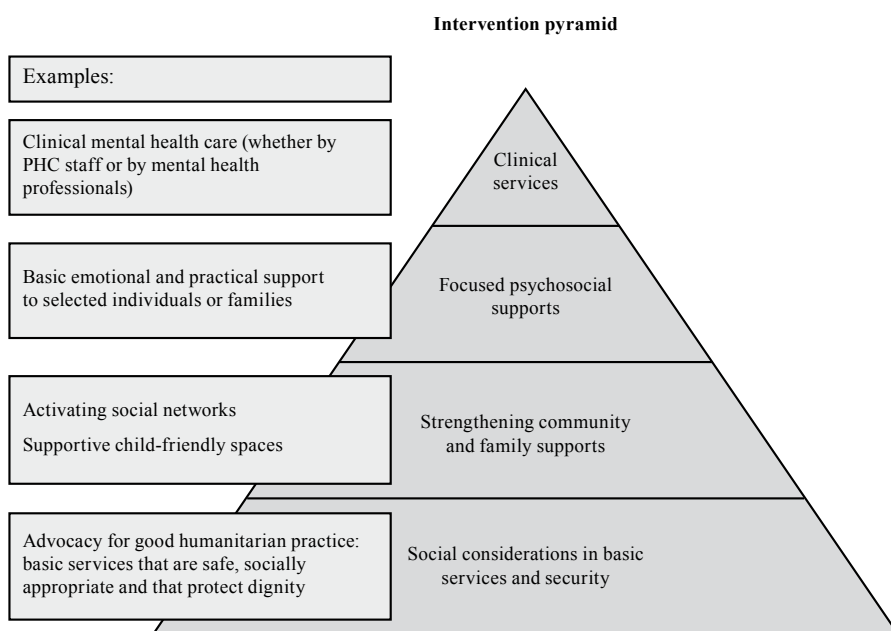 Intervention pyramid
Examples:
Clinical mental health care (whether by
PHC staff or by mental health
professionals)
Clinical
services
Basic emotional and practical support
to selected individuals or families
Focused psychosocial
supports
Activating social networks
Supportive child-friendly spaces
Strengthening community
and family supports
Advocacy for good humanitarian practice:
basic services that are safe, socially
appropriate and that protect dignity
Social considerations in basic
services and security